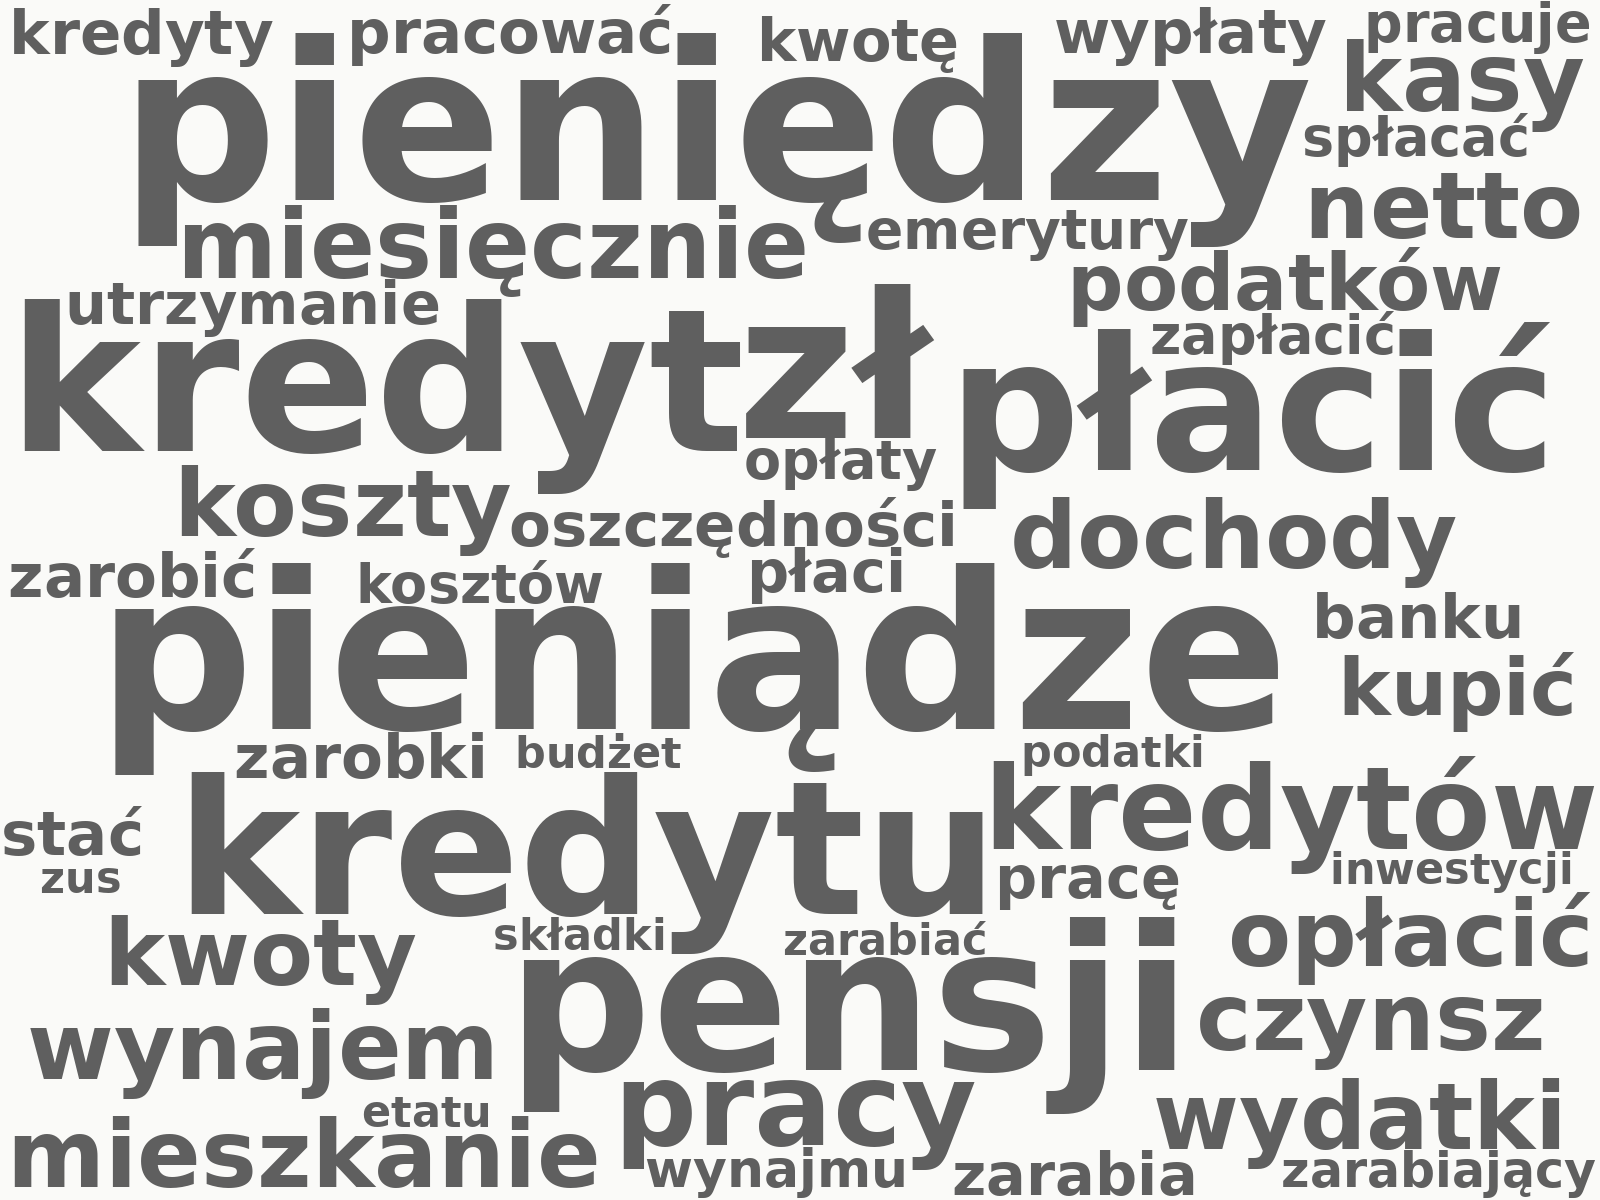 kredyty pracować kwotę wypłaty pracuje
pieniędzy kasy
spłacać
miesięcznie emerytury netto
utrzymanie podatków
kredyt zł płacić zapłacić
opłaty
koszty oszczędności dochody
zarobić kosztów płaci
pieniądze banku
kupić
zarobki budżet podatki
stać kredytu kredytów
zus pracę inwestycji
kwoty składki zarabiać opłacić
pensji czynsz
wynajem
etatu pracy wydatki
mieszkanie wynajmu zarabia zarabiający